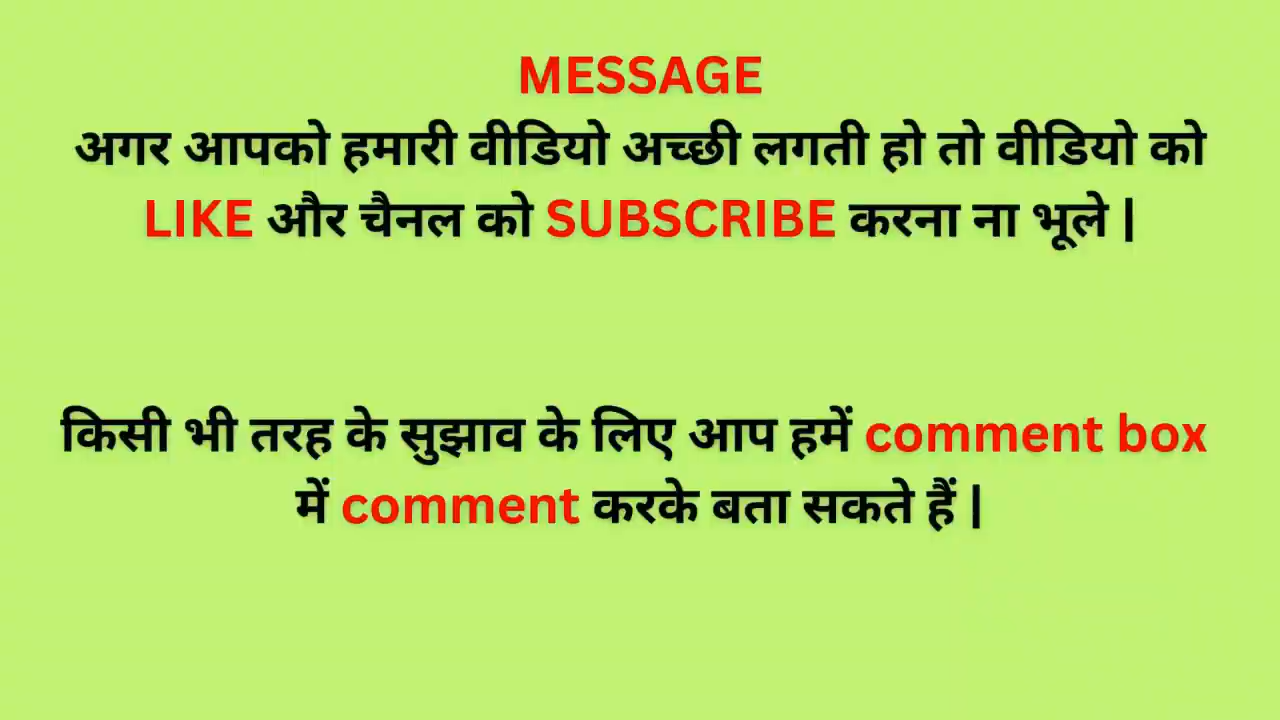 MESSAGE
अगर आपको हमारी वीडियो अच्छी लगती हो तो वीडियो को
LIKE और चैनल को SUBSCRIBE करना ना भूले |
किसी भी तरह के सुझाव के लिए आप हमें comment box
में comment करके बता सकते हैं |